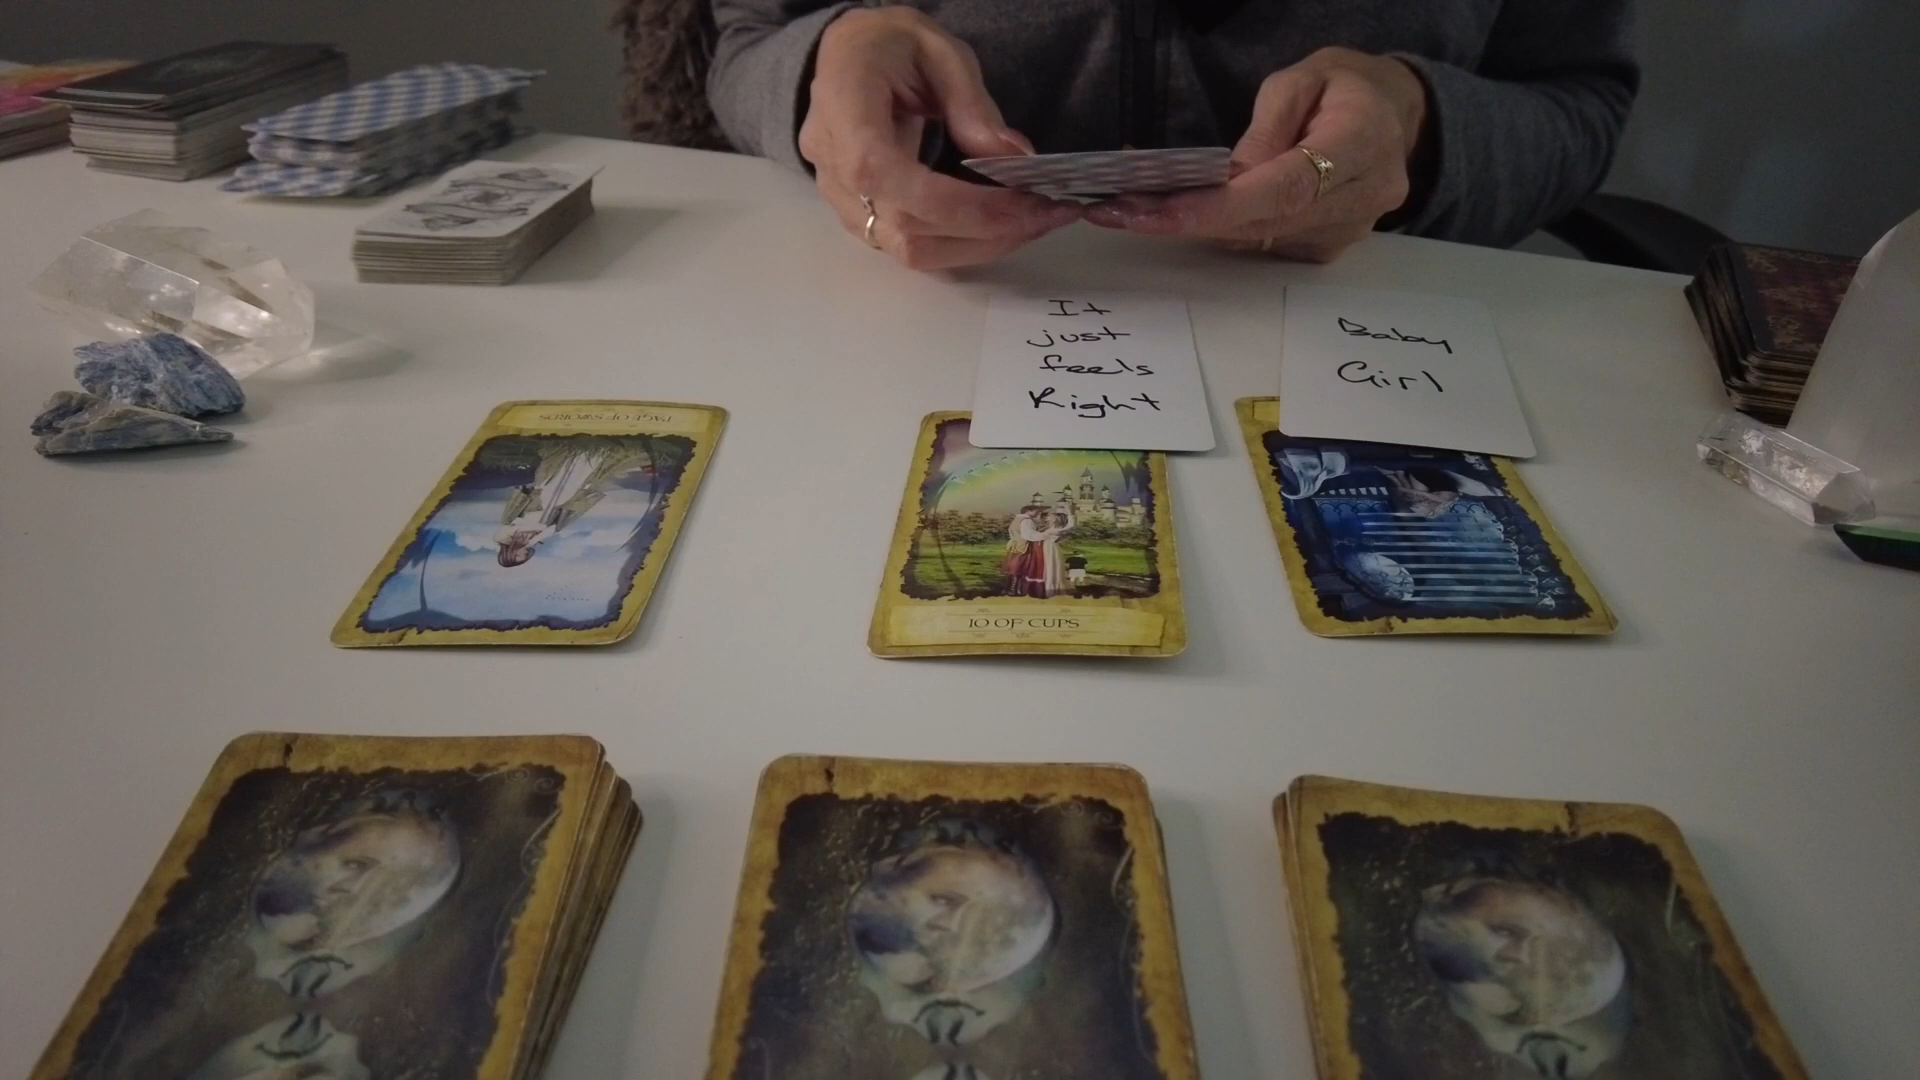 It
just
feels
Right
Baby
Girl
PAGE OF SWORDS
10 OF CUPS